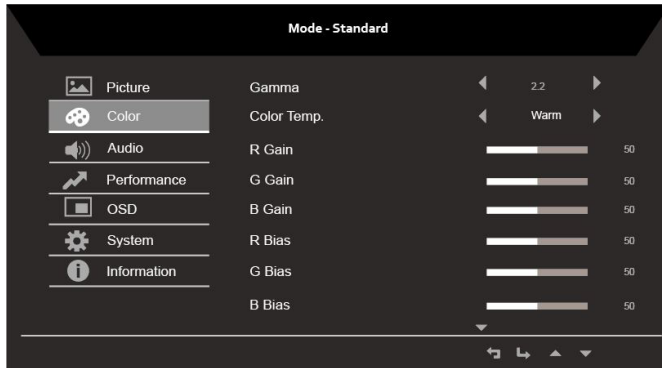 Mode - Standard
Picture
Color
Audio
Performance
OSD
System
Information
Gamma 2.2
Color Temp. Warm
R Gain 50
G Gain 50
B Gain 50
R Bias 50
G Bias 50
B Bias 50